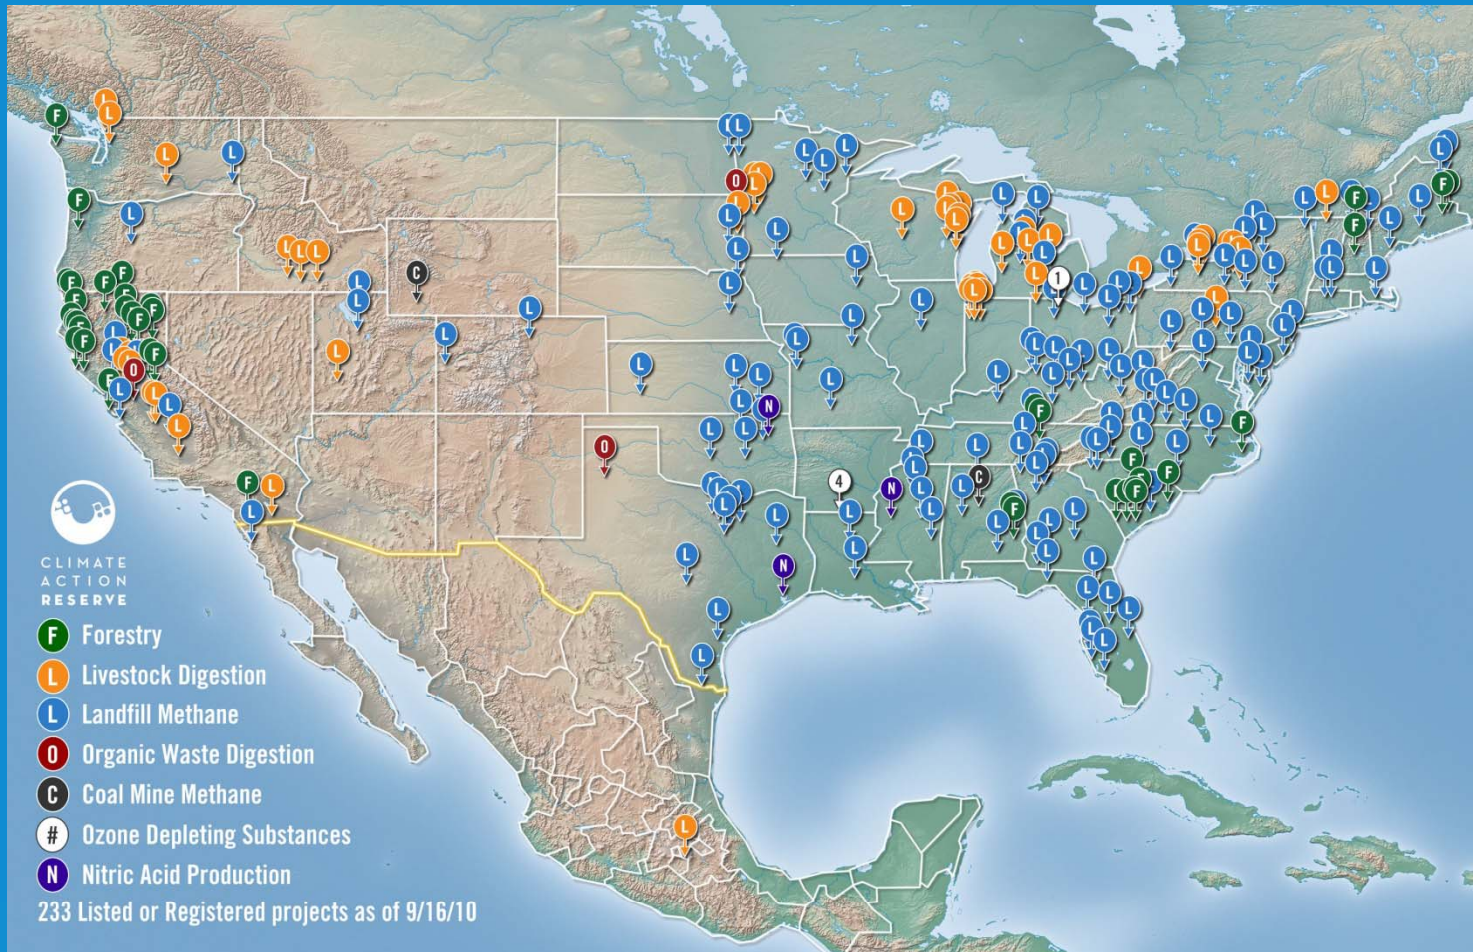 CLIMATE
ACTION
RESERVE
F Forestry
L Livestock Digestion
L Landfill Methane
O Organic Waste Digestion
C Coal Mine Methane
# Ozone Depleting Substances
N Nitric Acid Production
233 Listed or Registered projects as of 9/16/10